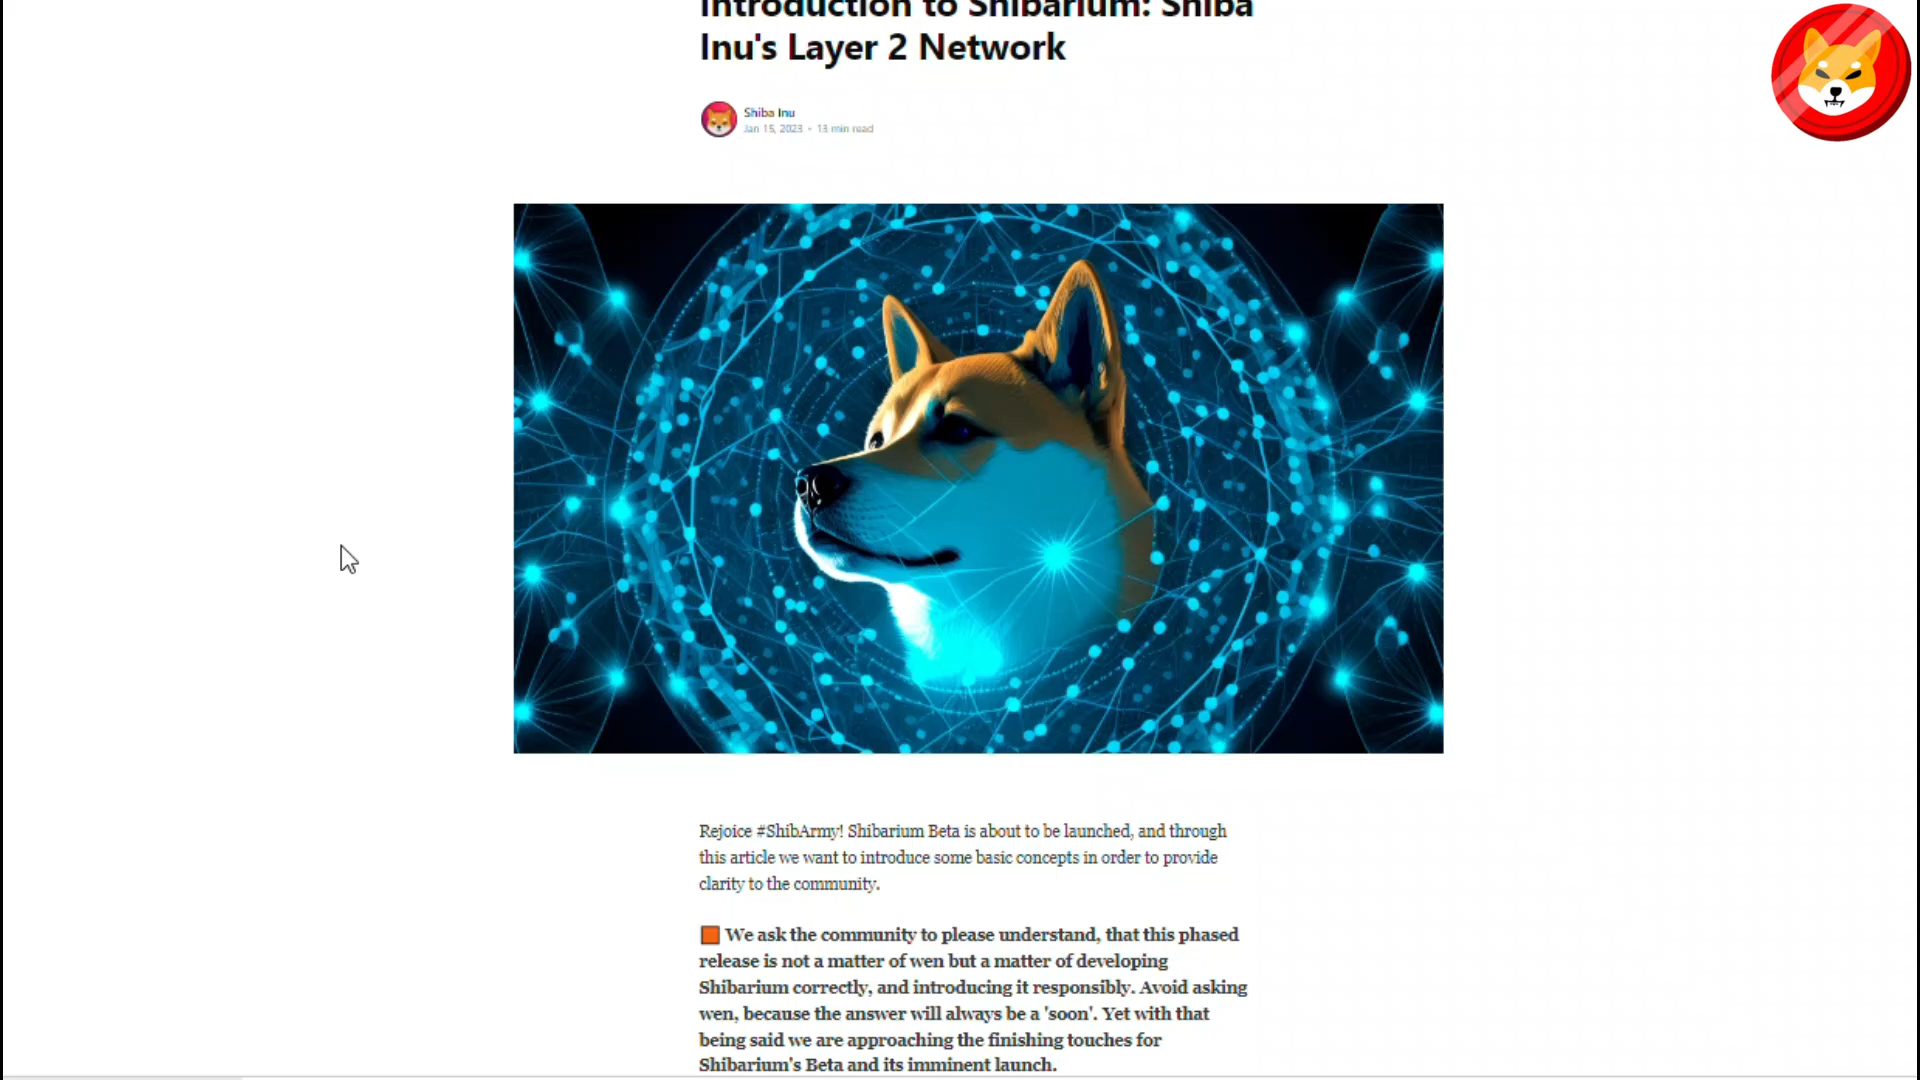 Introduction to Shibarium: Shiba
Inu's Layer 2 Network
Shiba Inu
Jan 15, 2023 • 13 min read
Rejoice #ShibArmy! Shibarium Beta is about to be launched, and through
this article we want to introduce some basic concepts in order to provide
clarity to the community.
We ask the community to please understand, that this phased
release is not a matter of wen but a matter of developing
Shibarium correctly, and introducing it responsibly. Avoid asking
wen, because the answer will always be a 'soon'. Yet with that
being said we are approaching the finishing touches for
Shibarium's Beta and its imminent launch.